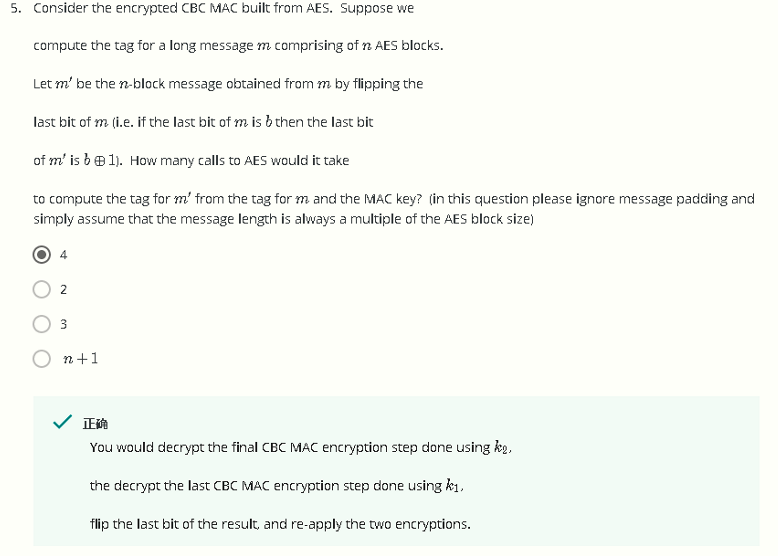 5. Consider the encrypted CBC MAC built from AES. Suppose we
compute the tag for a long message m comprising of n AES blocks.
Let m′ be the n-block message obtained from m by flipping the
last bit of m (i.e. if the last bit of m is b then the last bit
of m′ is b ⊕ 1). How many calls to AES would it take
to compute the tag for m′ from the tag for m and the MAC key? (in this question please ignore message padding and
simply assume that the message length is always a multiple of the AES block size)
4
2
3
n + 1
正确
You would decrypt the final CBC MAC encryption step done using k₂,
the decrypt the last CBC MAC encryption step done using k₁,
flip the last bit of the result, and re-apply the two encryptions.